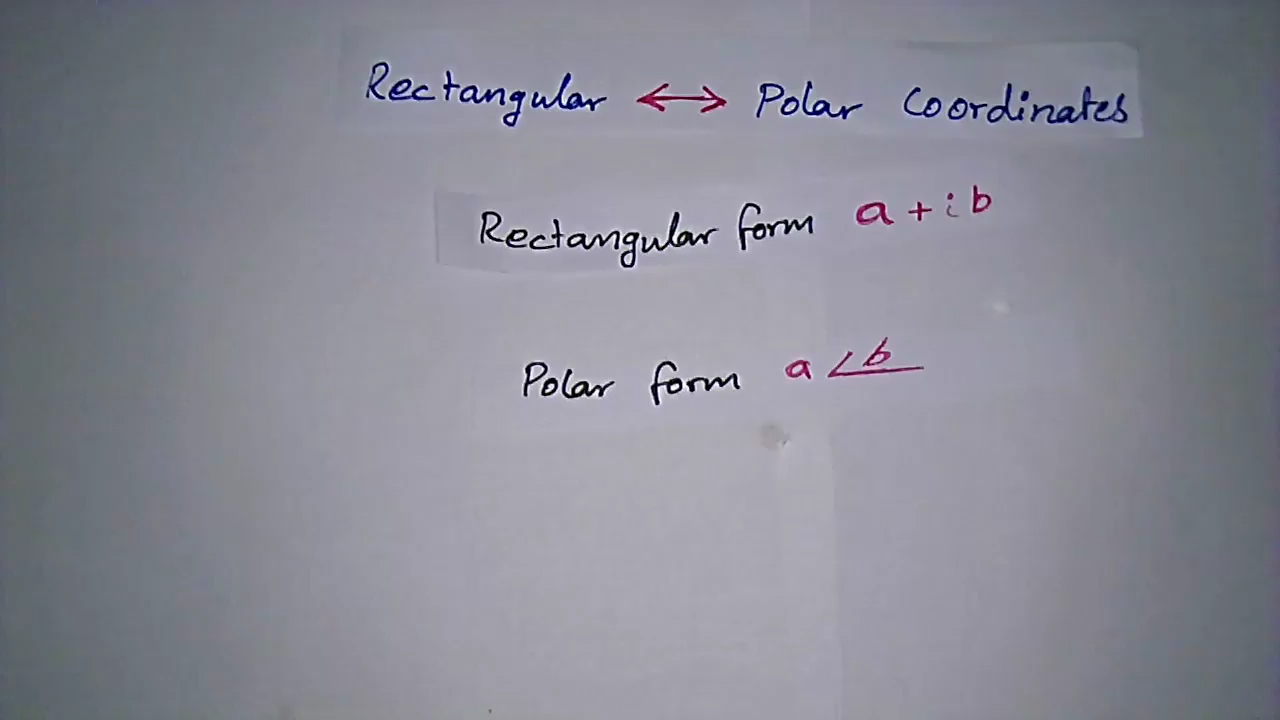 Rectangular ↔ Polar Coordinates
Rectangular form a + i b
Polar form a ∠b